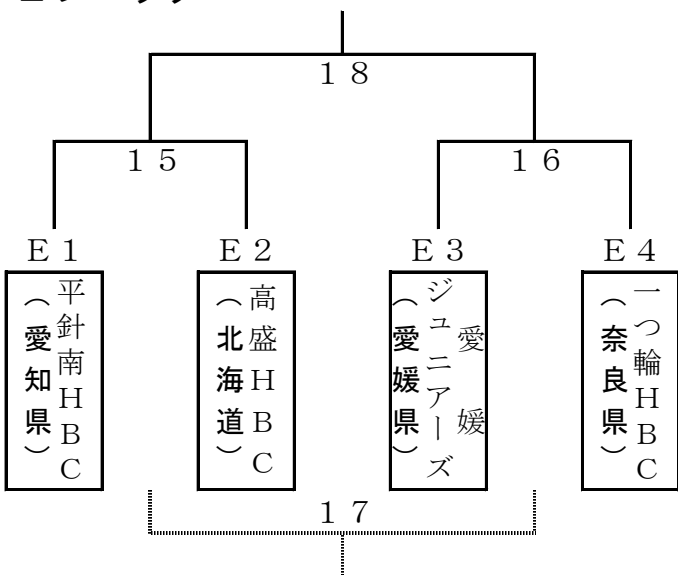 18
15
16
E1
E2
E3
E4
平針南HBC
（愛知県）
高盛HBC
（北海道）
愛媛
ジュニアーズ
（愛媛県）
一つ輪HBC
（奈良県）
17